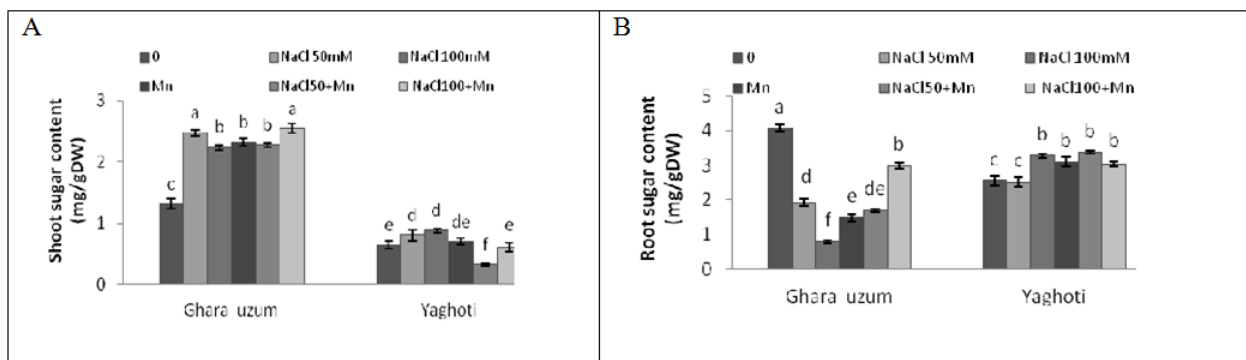 A
0 NaCl 50mM NaCl 100mM
Mn NaCl50+Mn NaCl100+Mn
Shoot sugar content
(mg/gDW)
3
2
1
0
c a b b b a
e d d de f e
Ghara uzum Yaghoti
B
0 NaCl 50mM NaCl 100mM
Mn NaCl50+Mn NaCl100+Mn
Root sugar content
(mg/gDW)
5
4
3
2
1
0
a d f e de b
c c b b b b
Ghara uzum Yaghoti